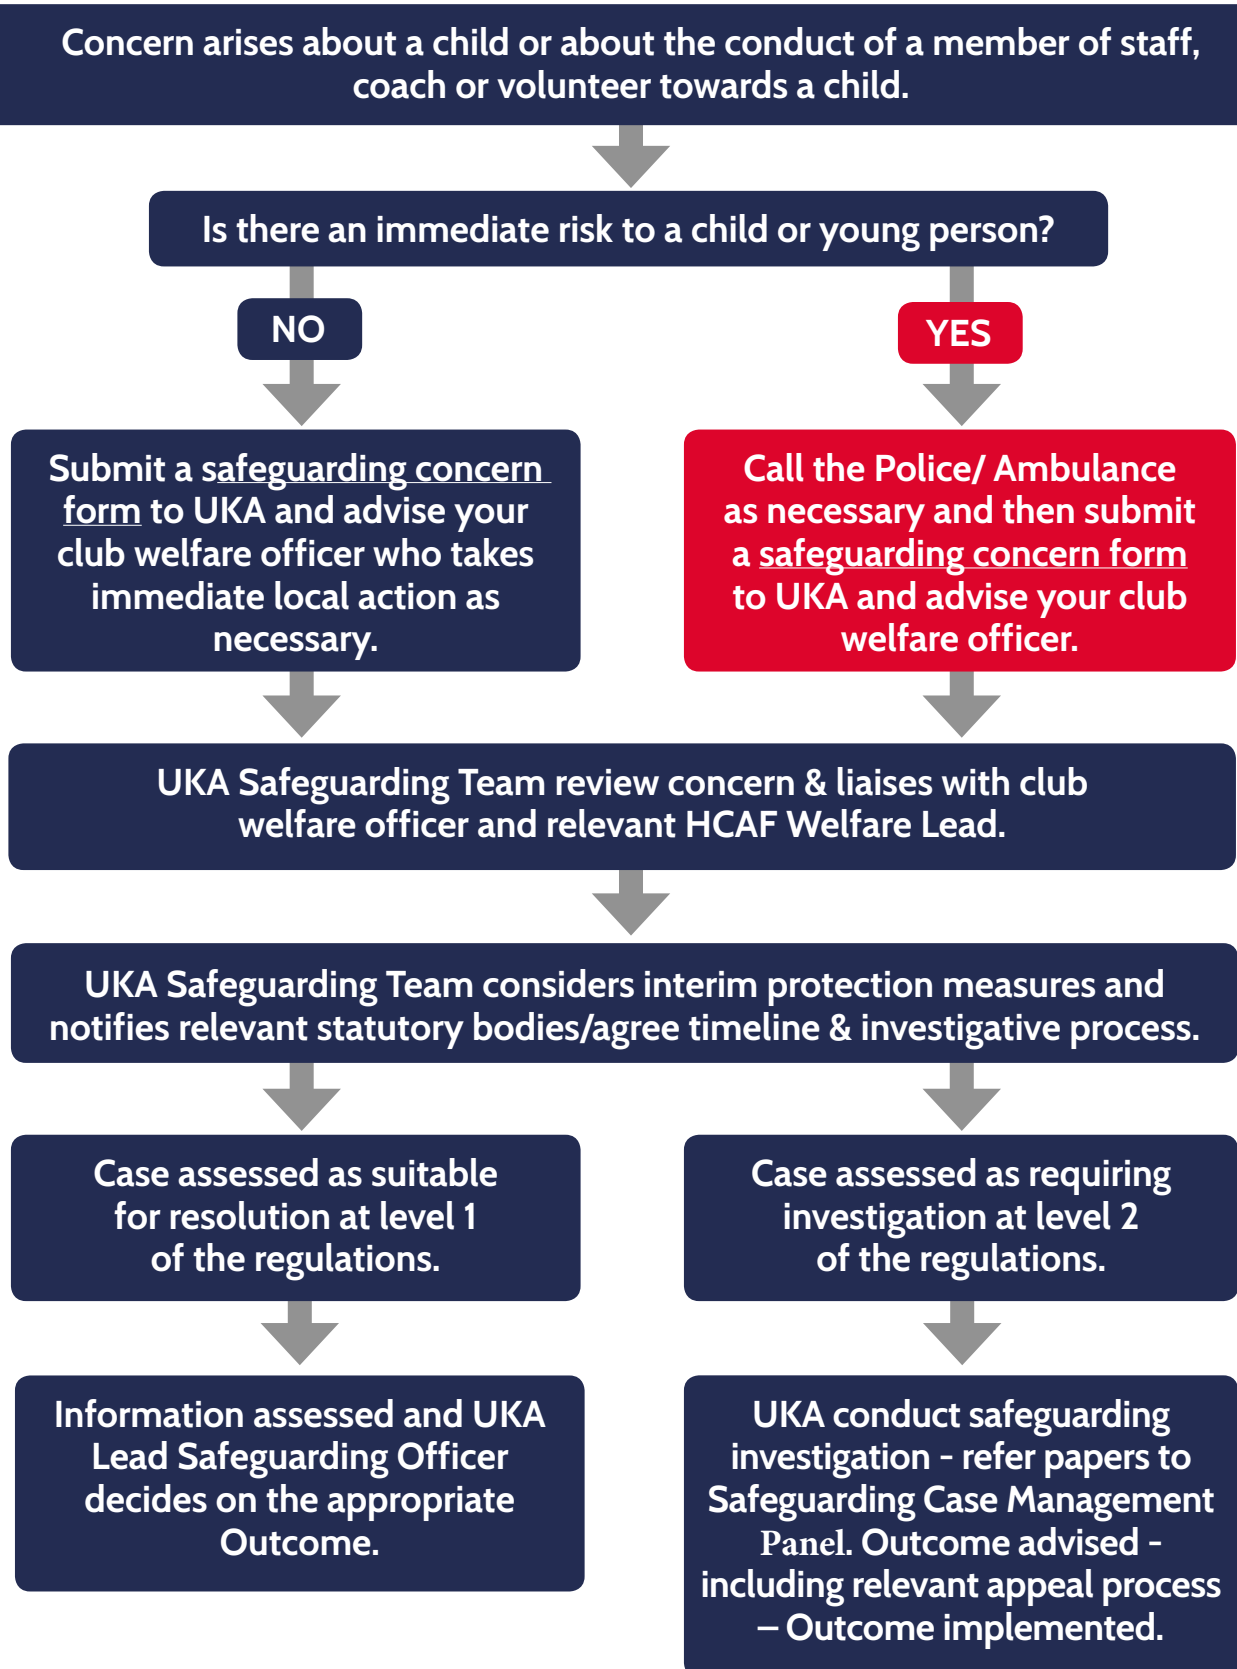 Concern arises about a child or about the conduct of a member of staff,
coach or volunteer towards a child.
Is there an immediate risk to a child or young person?
NO
YES
Submit a safeguarding concern
form to UKA and advise your
club welfare officer who takes
immediate local action as
necessary.
Call the Police/ Ambulance
as necessary and then submit
a safeguarding concern form
to UKA and advise your club
welfare officer.
UKA Safeguarding Team review concern & liaises with club
welfare officer and relevant HCAF Welfare Lead.
UKA Safeguarding Team considers interim protection measures and
notifies relevant statutory bodies/agree timeline & investigative process.
Case assessed as suitable
for resolution at level 1
of the regulations.
Case assessed as requiring
investigation at level 2
of the regulations.
Information assessed and UKA
Lead Safeguarding Officer
decides on the appropriate
Outcome.
UKA conduct safeguarding
investigation - refer papers to
Safeguarding Case Management
Panel. Outcome advised -
including relevant appeal process
– Outcome implemented.